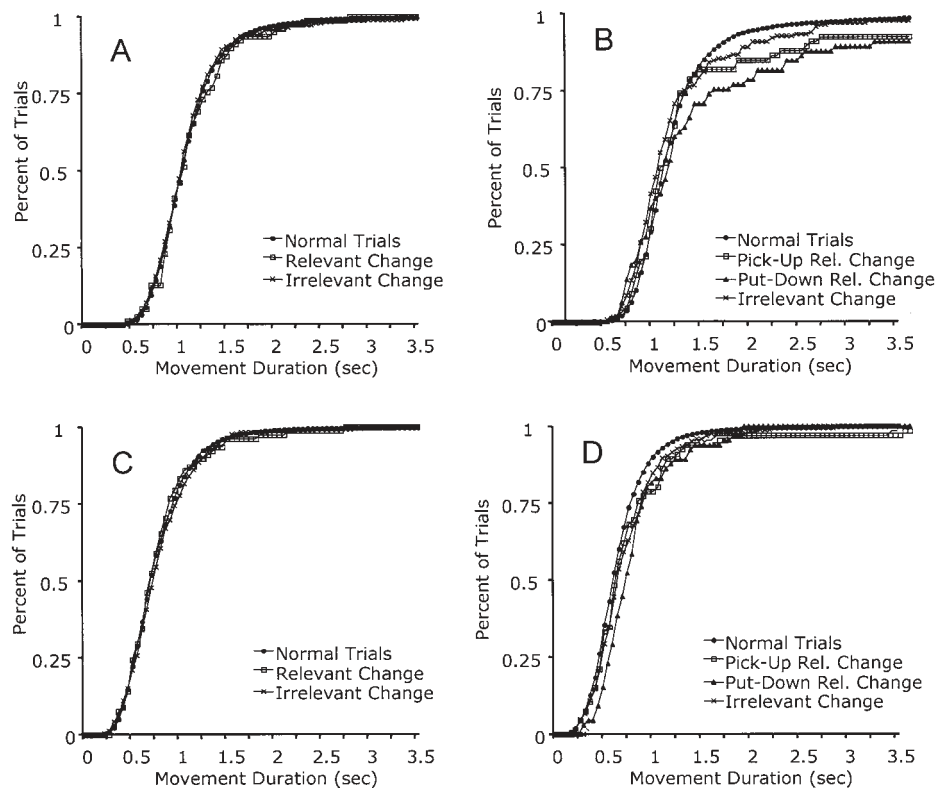 A
1
0.75
0.5
0.25
0
Percent of Trials
Normal Trials
Relevant Change
Irrelevant Change
0 0.5 1 1.5 2 2.5 3 3.5
Movement Duration (sec)
B
1
0.75
0.5
0.25
0
Percent of Trials
Normal Trials
Pick-Up Rel. Change
Put-Down Rel. Change
Irrelevant Change
0 0.5 1 1.5 2 2.5 3 3.5
Movement Duration (sec)
C
1
0.75
0.5
0.25
0
Percent of Trials
Normal Trials
Relevant Change
Irrelevant Change
0 0.5 1 1.5 2 2.5 3 3.5
Movement Duration (sec)
D
1
0.75
0.5
0.25
0
Percent of Trials
Normal Trials
Pick-Up Rel. Change
Put-Down Rel. Change
Irrelevant Change
0 0.5 1 1.5 2 2.5 3 3.5
Movement Duration (sec)